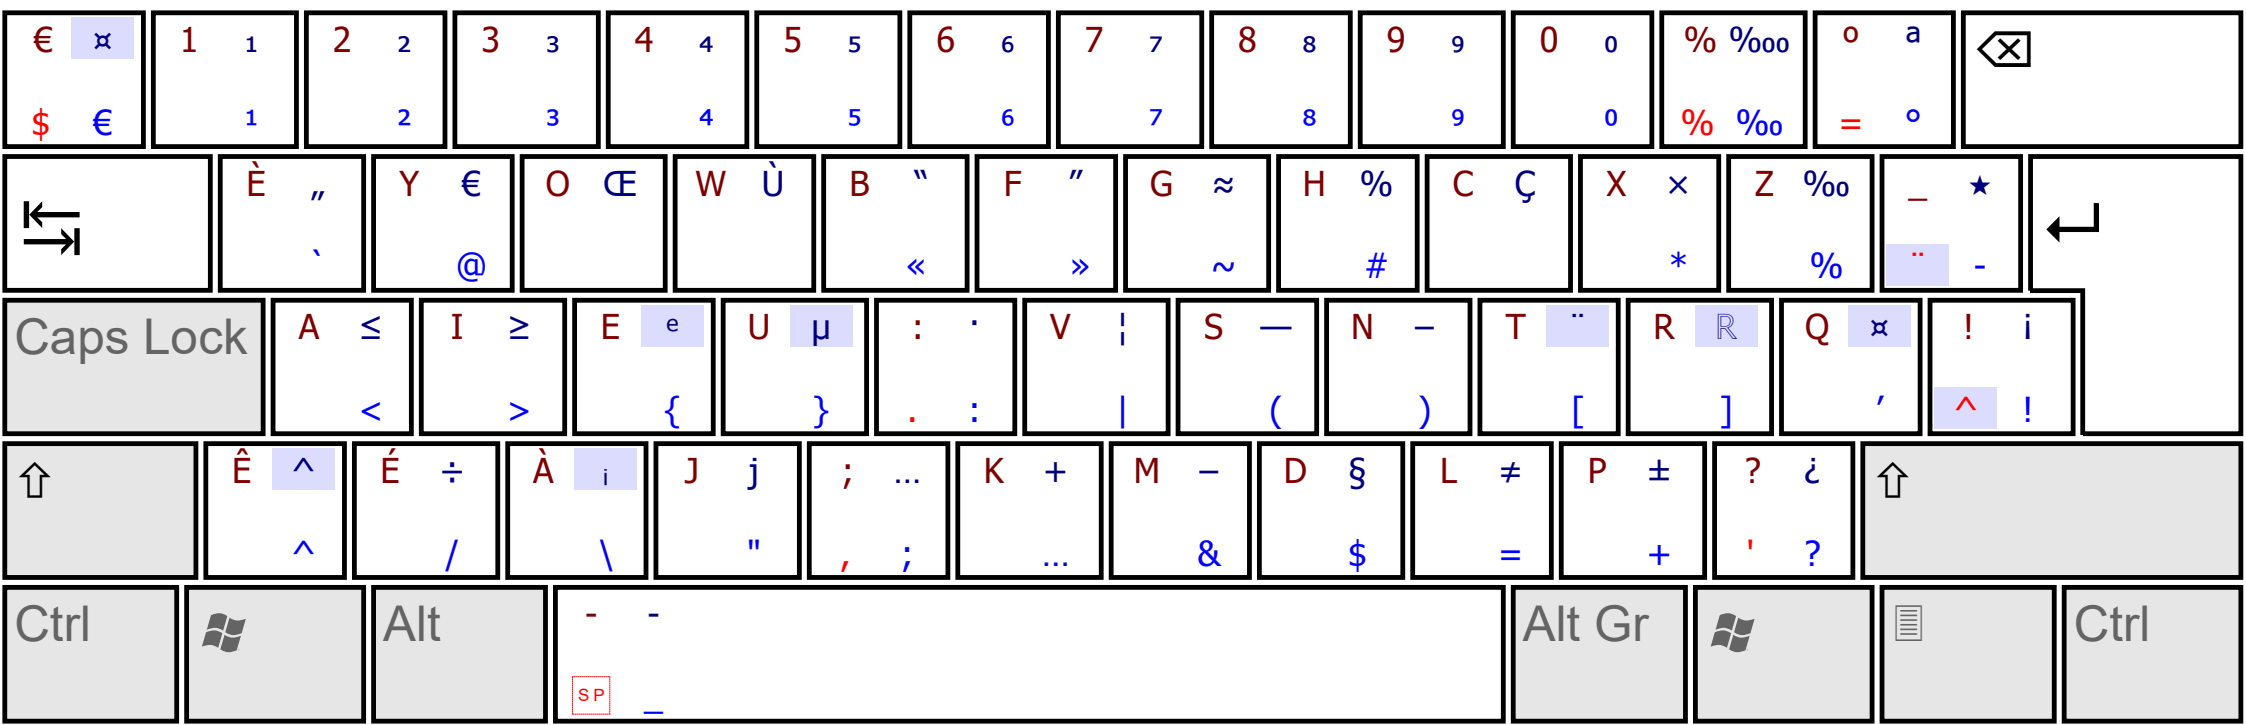 € ¤ 1 ¹ 2 ² 3 ³ 4 ⁴ 5 ⁵ 6 ⁶ 7 ⁷ 8 ⁸ 9 ⁹ 0 ⁰ % ‱ º ª
$ € ₁ ₂ ₃ ₄ ₅ ₆ ₇ ₈ ₉ ₀ % ‰ = °
È „ Y € O Œ W Ù B “ F ” G ≈ H % C Ç X × Z ‰ _ ★
` @ « » ~ # * % ¨ -
Caps Lock A ≤ I ≥ E ᵉ U µ : · V ¦ S — N – T ¨ R ℝ Q ¤ ! ¡
< > { } . : | ( ) [ ] ’ ^ !
Ê ^ É ÷ À ᵢ J j ; … K + M − D § L ≠ P ± ? ¿
^ / \ " , ; … & $ = + ' ?
Ctrl Alt - - Alt Gr Ctrl
SP _